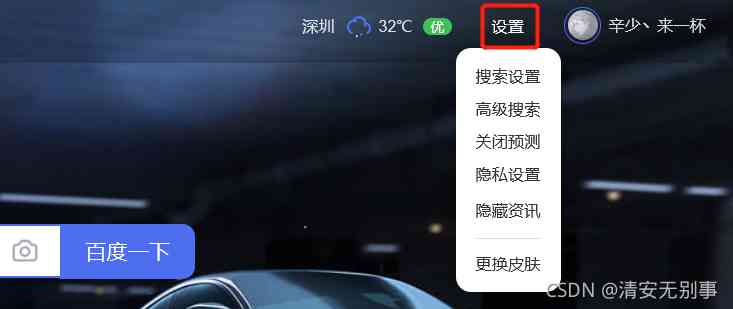 深圳 32℃ 优 设置 辛少丶来一杯
搜索设置
高级搜索
关闭预测
隐私设置
隐藏资讯
更换皮肤
百度一下
CSDN @清安无别事